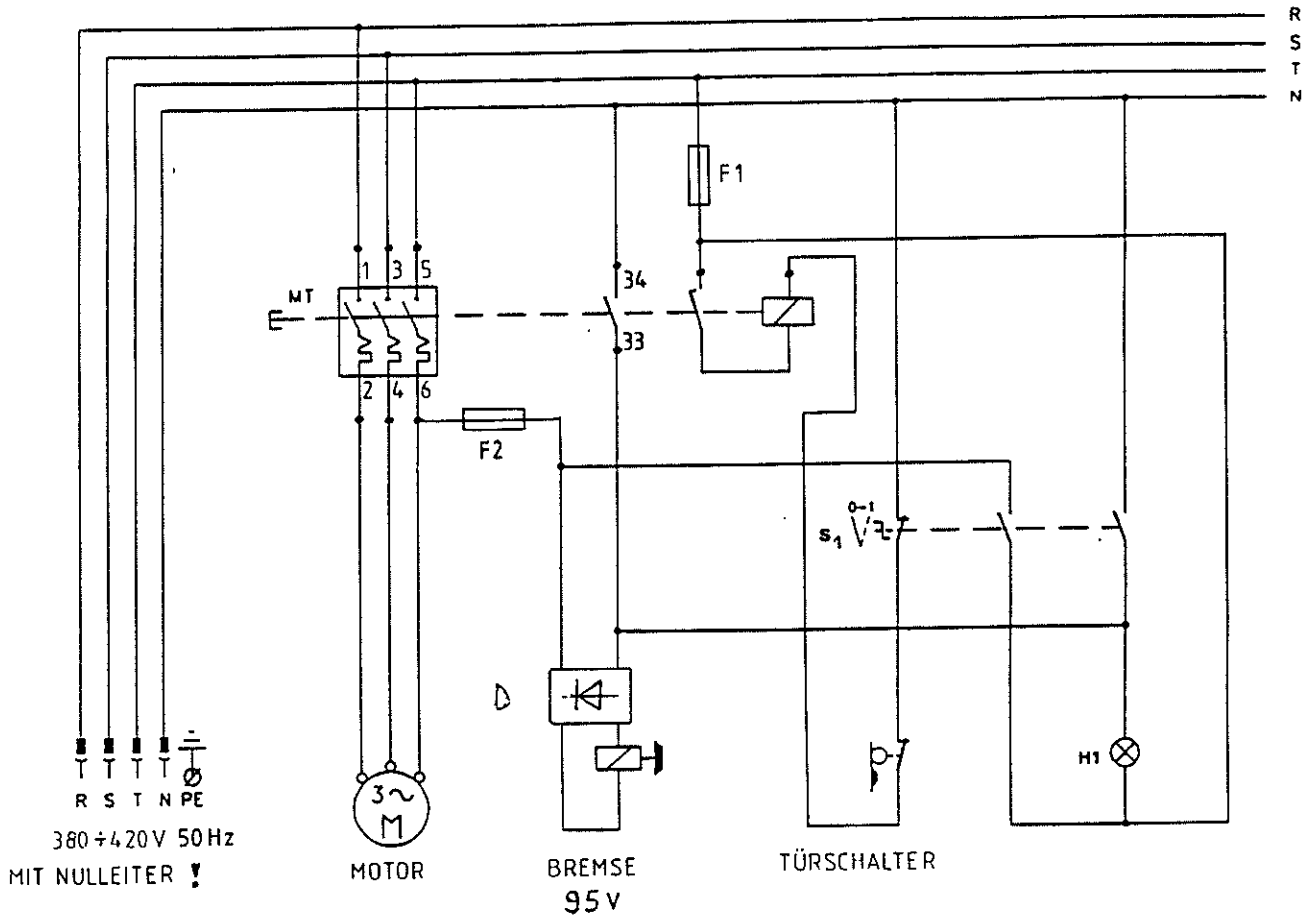 R
S
T
N
F1
1 3 5
34
MT
33
2 4 6
F2
0-1
S1
D
H1
3~
M
R S T N PE
380÷420V 50Hz
MIT NULLEITER !
MOTOR
BREMSE
95V
TÜRSCHALTER